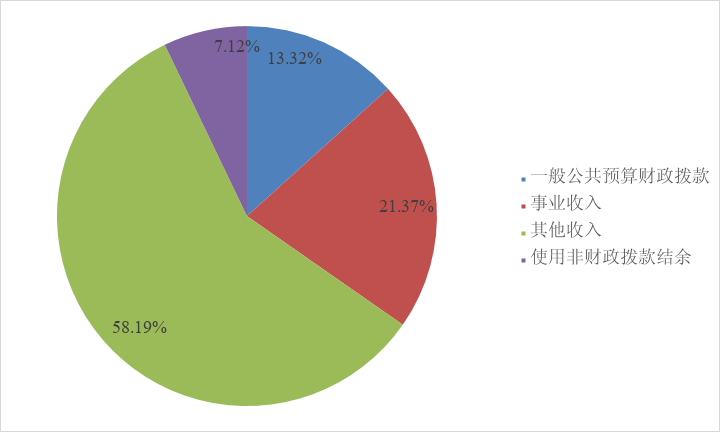 7.12%
13.32%
21.37%
58.19%
一般公共预算财政拨款
事业收入
其他收入
使用非财政拨款结余